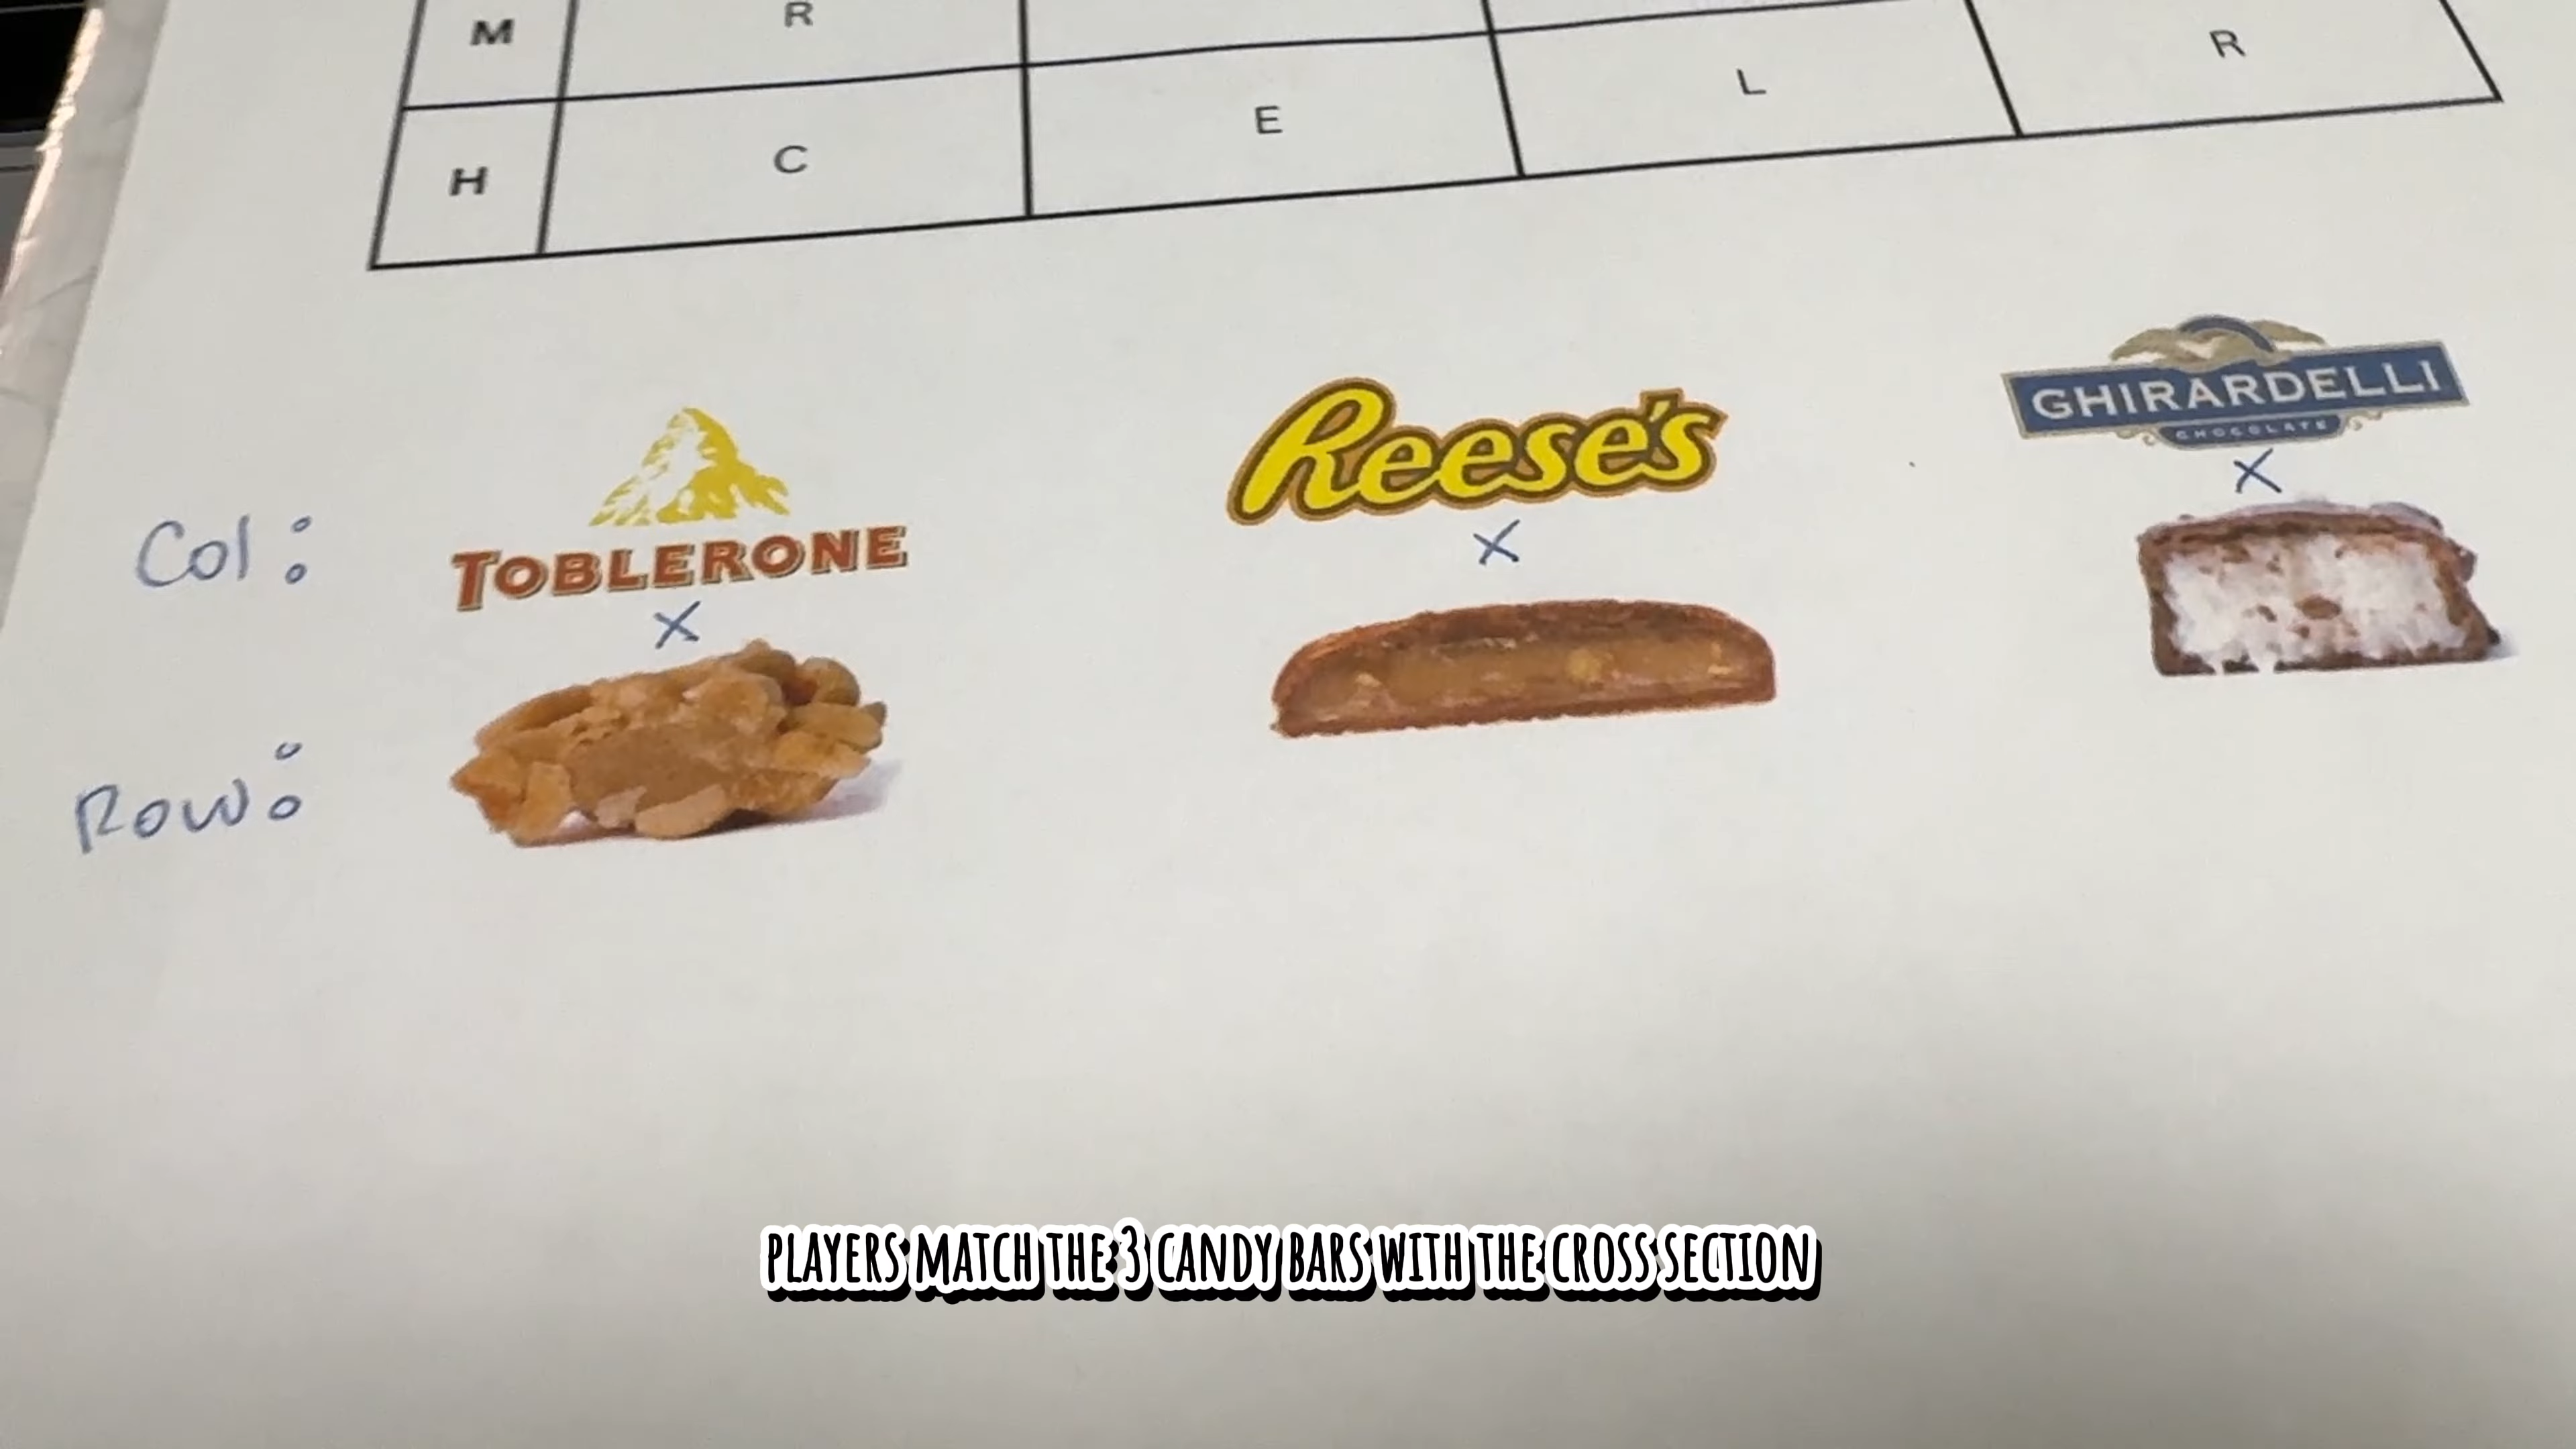 M R
H C E L R
Col: TOBLERONE Reese's GHIRARDELLI
CHOCOLATE
X X X
Row:
PLAYERS MATCH THE 3 CANDY BARS WITH THE CROSS SECTION